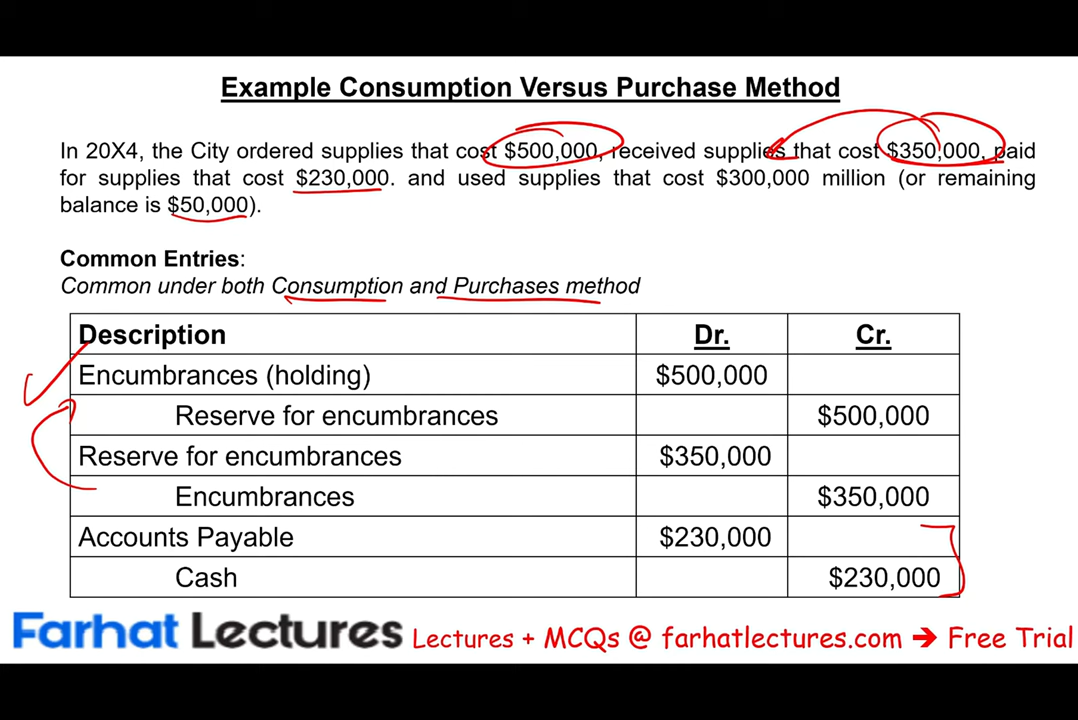 Example Consumption Versus Purchase Method
In 20X4, the City ordered supplies that cost $500,000, received supplies that cost $350,000, paid
for supplies that cost $230,000. and used supplies that cost $300,000 million (or remaining
balance is $50,000).
Common Entries:
Common under both Consumption and Purchases method
Description Dr. Cr.
Encumbrances (holding) $500,000
Reserve for encumbrances $500,000
Reserve for encumbrances $350,000
Encumbrances $350,000
Accounts Payable $230,000
Cash $230,000
Farhat Lectures Lectures + MCQs @ farhatlectures.com → Free Trial